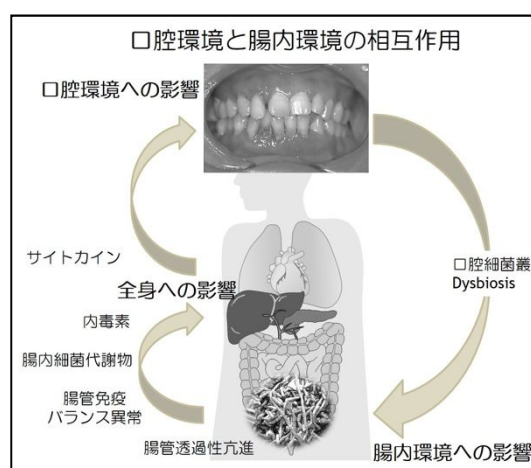 口腔環境と腸内環境の相互作用
口腔環境への影響
サイトカイン
全身への影響
内毒素
腸内細菌代謝物
腸管免疫
バランス異常
腸管透過性亢進
口腔細菌叢
Dysbiosis
腸内環境への影響